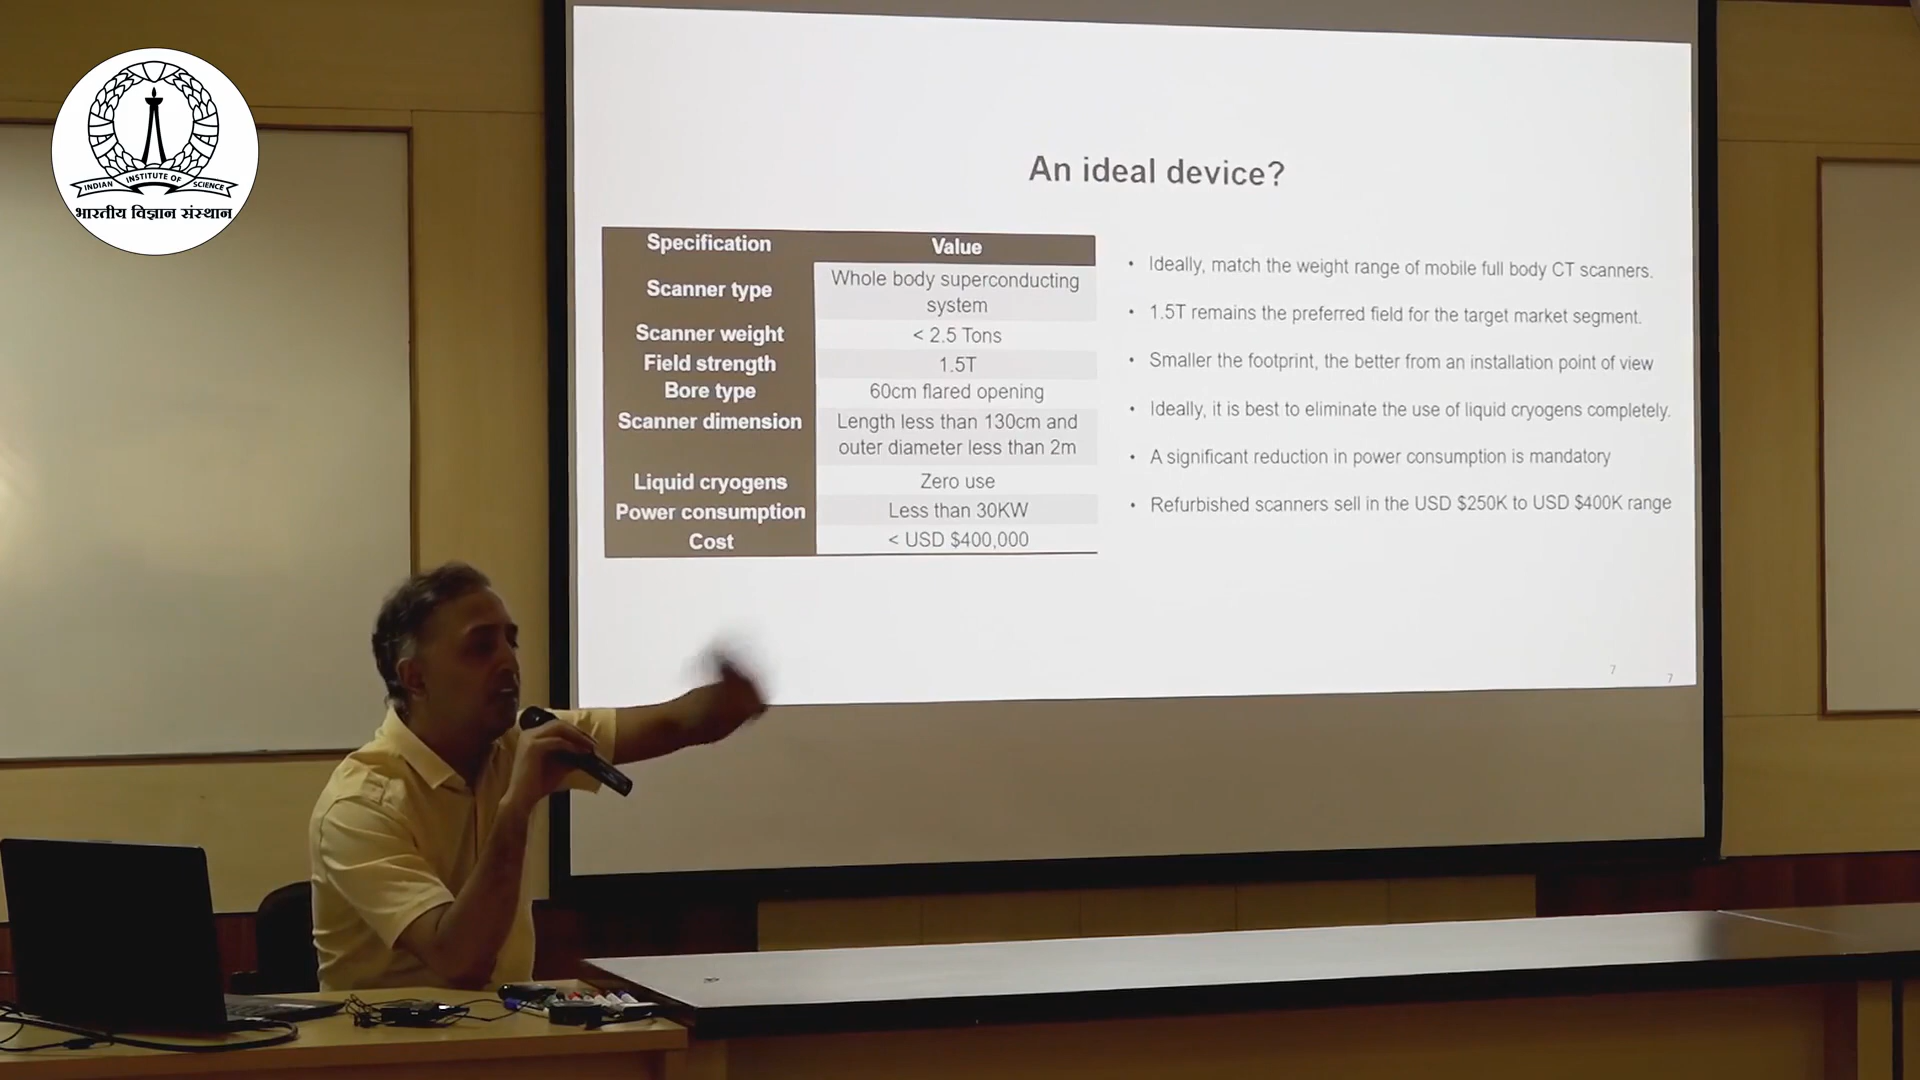 INDIAN INSTITUTE OF SCIENCE
भारतीय विज्ञान संस्थान
An ideal device?
Specification Value
Scanner type Whole body superconducting
system
Scanner weight < 2.5 Tons
Field strength 1.5T
Bore type 60cm flared opening
Scanner dimension Length less than 130cm and
outer diameter less than 2m
Liquid cryogens Zero use
Power consumption Less than 30KW
Cost < USD $400,000
• Ideally, match the weight range of mobile full body CT scanners.
• 1.5T remains the preferred field for the target market segment.
• Smaller the footprint, the better from an installation point of view
• Ideally, it is best to eliminate the use of liquid cryogens completely.
• A significant reduction in power consumption is mandatory
• Refurbished scanners sell in the USD $250K to USD $400K range
7
7